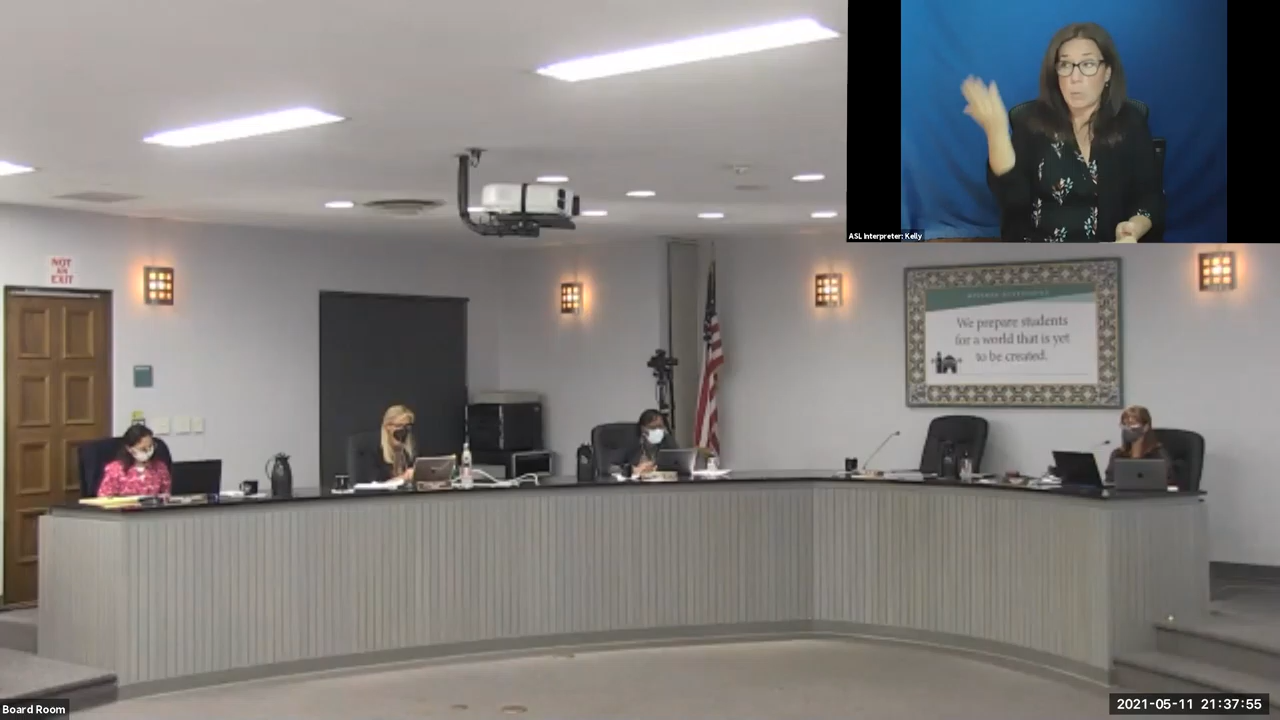 ASL Interpreter: Kelly
NOT
AN
EXIT
We prepare students
for a world that is yet
to be created.
Board Room
2021-05-11 21:37:55